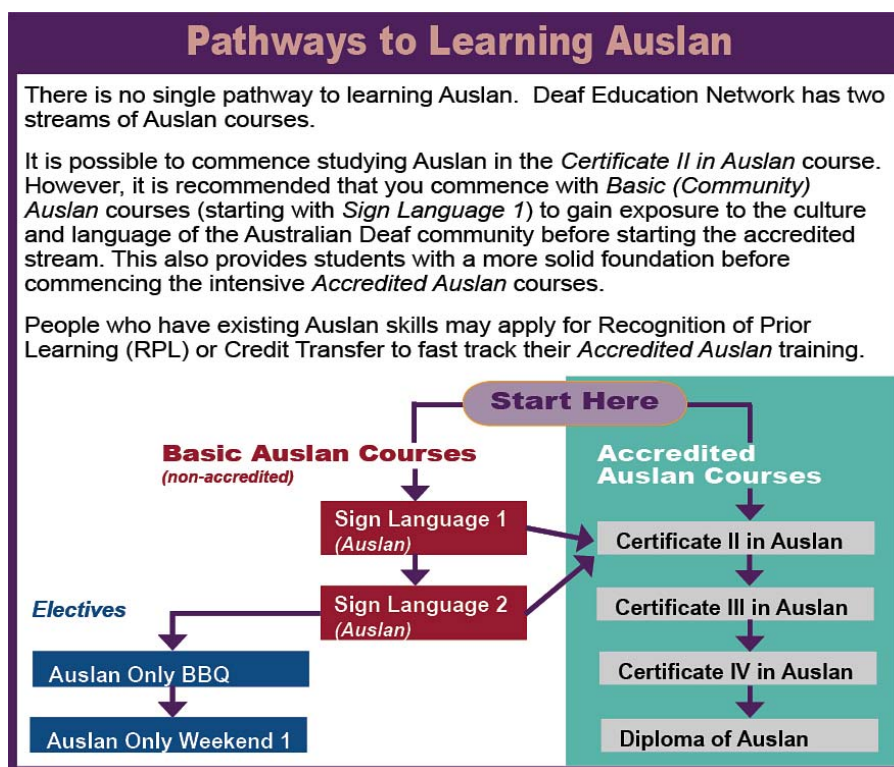 Pathways to Learning Auslan
There is no single pathway to learning Auslan.  Deaf Education Network has two
streams of Auslan courses.
It is possible to commence studying Auslan in the Certificate II in Auslan course.
However, it is recommended that you commence with Basic (Community)
Auslan courses (starting with Sign Language 1) to gain exposure to the culture
and language of the Australian Deaf community before starting the accredited
stream. This also provides students with a more solid foundation before
commencing the intensive Accredited Auslan courses.
People who have existing Auslan skills may apply for Recognition of Prior
Learning (RPL) or Credit Transfer to fast track their Accredited Auslan training.
Start Here
Basic Auslan Courses
(non-accredited)
Sign Language 1
(Auslan)
Sign Language 2
(Auslan)
Electives
Auslan Only BBQ
Auslan Only Weekend 1
Accredited
Auslan Courses
Certificate II in Auslan
Certificate III in Auslan
Certificate IV in Auslan
Diploma of Auslan